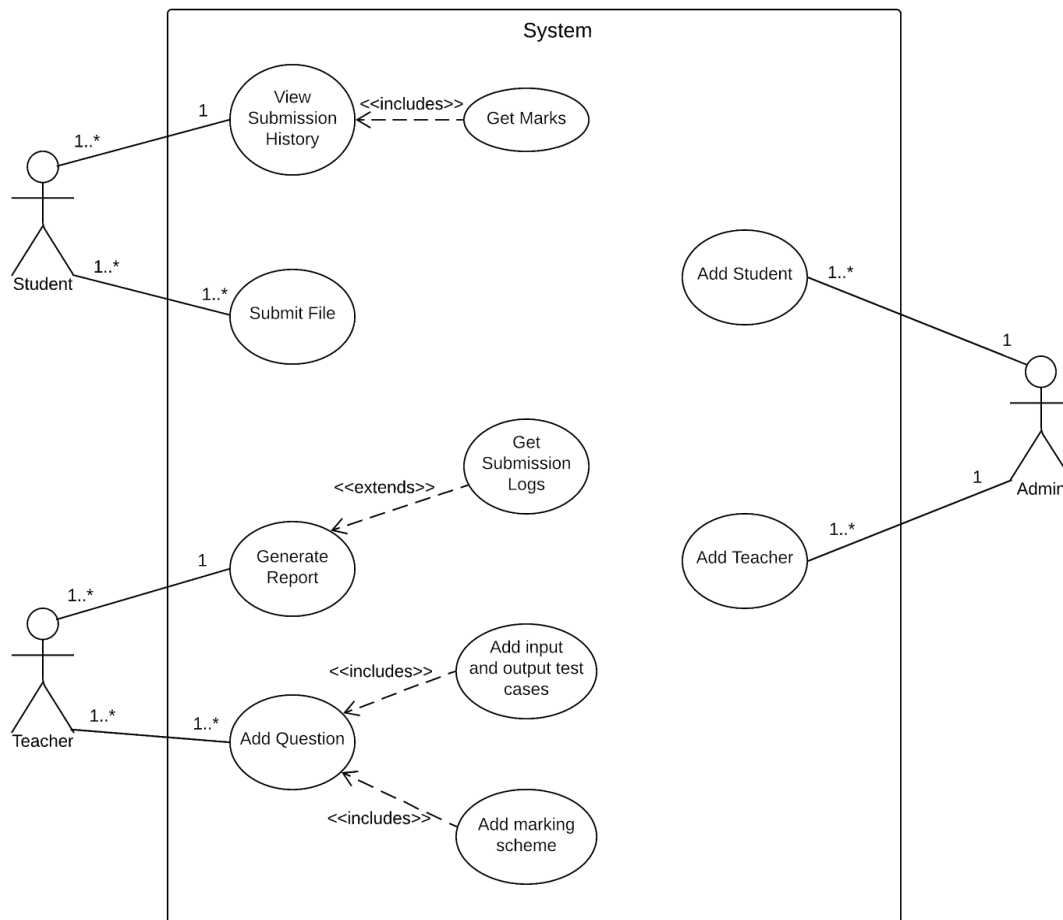 System
View
Submission
History
<<includes>>
Get Marks
1
1..*
Student
1..*
1..*
Submit File
Add Student
1..*
1
Admin
1
1..*
Add Teacher
Get
Submission
Logs
<<extends>>
Generate
Report
1
1..*
Teacher
1..*
1..*
Add Question
<<includes>>
Add input
and output test
cases
<<includes>>
Add marking
scheme